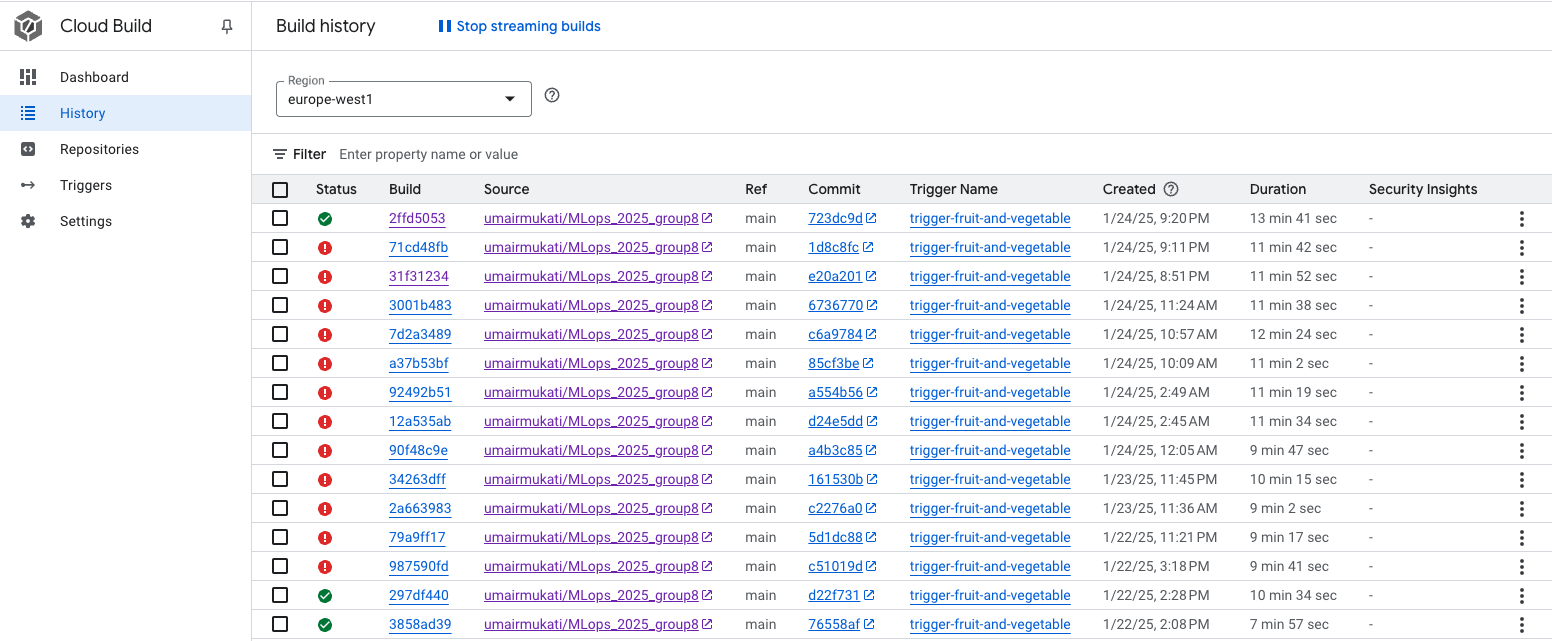 Cloud Build
Build history
Stop streaming builds
Dashboard
History
Repositories
Triggers
Settings
Region
europe-west1
Filter Enter property name or value
Status Build Source Ref Commit Trigger Name Created Duration Security Insights
2ffd5053 umairmukati/MLops_2025_group8 main 723dc9d trigger-fruit-and-vegetable 1/24/25, 9:20 PM 13 min 41 sec -
71cd48fb umairmukati/MLops_2025_group8 main 1d8c8fc trigger-fruit-and-vegetable 1/24/25, 9:11 PM 11 min 42 sec -
31f31234 umairmukati/MLops_2025_group8 main e20a201 trigger-fruit-and-vegetable 1/24/25, 8:51 PM 11 min 52 sec -
3001b483 umairmukati/MLops_2025_group8 main 6736770 trigger-fruit-and-vegetable 1/24/25, 11:24 AM 11 min 38 sec -
7d2a3489 umairmukati/MLops_2025_group8 main c6a9784 trigger-fruit-and-vegetable 1/24/25, 10:57 AM 12 min 24 sec -
a37b53bf umairmukati/MLops_2025_group8 main 85cf3be trigger-fruit-and-vegetable 1/24/25, 10:09 AM 11 min 2 sec -
92492b51 umairmukati/MLops_2025_group8 main a554b56 trigger-fruit-and-vegetable 1/24/25, 2:49 AM 11 min 19 sec -
12a535ab umairmukati/MLops_2025_group8 main d24e5dd trigger-fruit-and-vegetable 1/24/25, 2:45 AM 11 min 34 sec -
90f48c9e umairmukati/MLops_2025_group8 main a4b3c85 trigger-fruit-and-vegetable 1/24/25, 12:05 AM 9 min 47 sec -
34263dff umairmukati/MLops_2025_group8 main 161530b trigger-fruit-and-vegetable 1/23/25, 11:45 PM 10 min 15 sec -
2a663983 umairmukati/MLops_2025_group8 main c2276a0 trigger-fruit-and-vegetable 1/23/25, 11:36 AM 9 min 2 sec -
79a9ff17 umairmukati/MLops_2025_group8 main 5d1dc88 trigger-fruit-and-vegetable 1/22/25, 11:21 PM 9 min 17 sec -
987590fd umairmukati/MLops_2025_group8 main c51019d trigger-fruit-and-vegetable 1/22/25, 3:18 PM 9 min 41 sec -
297df440 umairmukati/MLops_2025_group8 main d22f731 trigger-fruit-and-vegetable 1/22/25, 2:28 PM 10 min 34 sec -
3858ad39 umairmukati/MLops_2025_group8 main 76558af trigger-fruit-and-vegetable 1/22/25, 2:08 PM 7 min 57 sec -